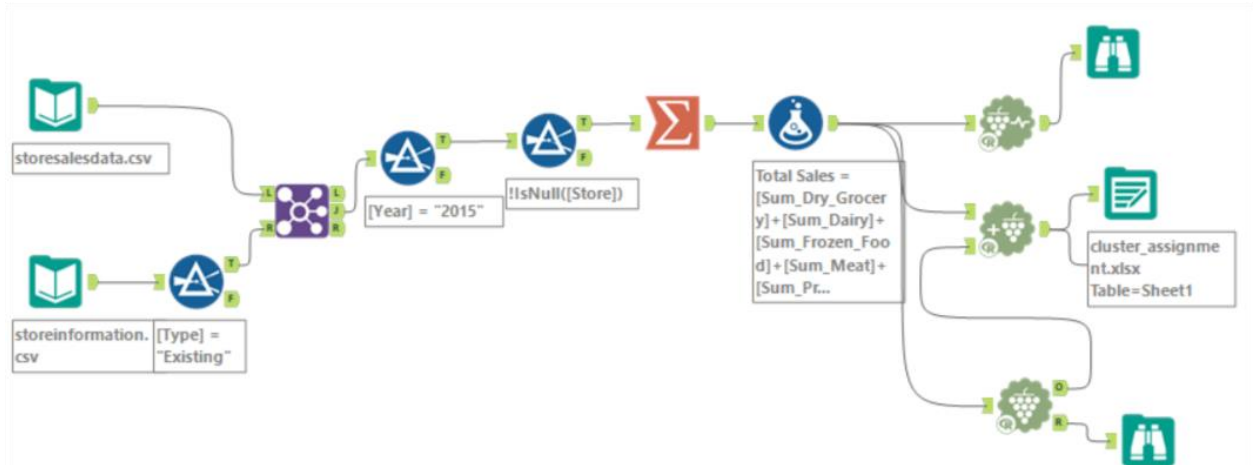 storesalesdata.csv
L
R
L
J
R
T
F
[Year] = "2015"
T
F
!IsNull([Store])
Σ
Total Sales =
[Sum_Dry_Grocer
y]+[Sum_Dairy]+
[Sum_Frozen_Foo
d]+[Sum_Meat]+
[Sum_Pr...
R
R
cluster_assignme
nt.xlsx
Table=Sheet1
storeinformation.
csv
T
F
[Type] =
"Existing"
R
O
R